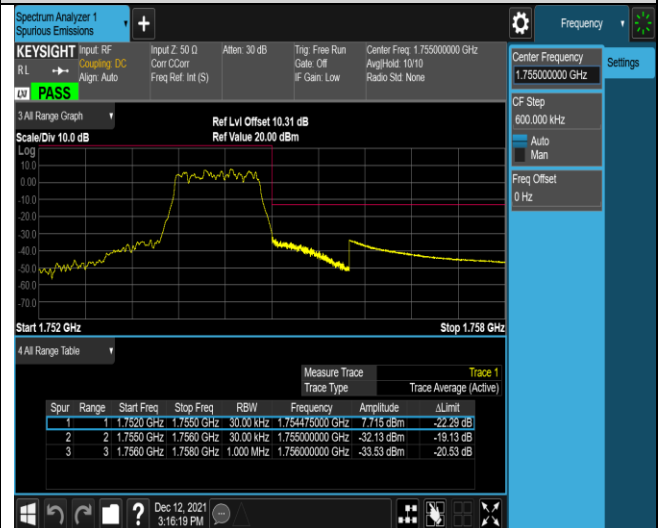 Spectrum Analyzer 1
Spurious Emissions
Frequency
KEYSIGHT
RL
Input: RF
Coupling: DC
Align: Auto
Input Z: 50 Ω
Corr CCorr
Freq Ref: Int (S)
Atten: 30 dB
Trig: Free Run
Gate: Off
IF Gain: Low
Center Freq: 1.755000000 GHz
Avg|Hold: 10/10
Radio Std: None
PASS
Center Frequency
1.755000000 GHz
Settings
CF Step
600.000 kHz
Auto
Man
Freq Offset
0 Hz
3 All Range Graph
Scale/Div 10.0 dB
Ref Lvl Offset 10.31 dB
Ref Value 20.00 dBm
Log
10.0
0.00
-10.0
-20.0
-30.0
-40.0
-50.0
-60.0
-70.0
Start 1.752 GHz
Stop 1.758 GHz
4 All Range Table
Measure Trace Trace 1
Trace Type Trace Average (Active)
Spur Range Start Freq Stop Freq RBW Frequency Amplitude ΔLimit
1 1 1.7520 GHz 1.7550 GHz 30.00 kHz 1.754475000 GHz 7.715 dBm -22.29 dB
2 2 1.7550 GHz 1.7560 GHz 30.00 kHz 1.755000000 GHz -32.13 dBm -19.13 dB
3 3 1.7560 GHz 1.7580 GHz 1.000 MHz 1.756000000 GHz -33.53 dBm -20.53 dB
Dec 12, 2021
3:16:19 PM